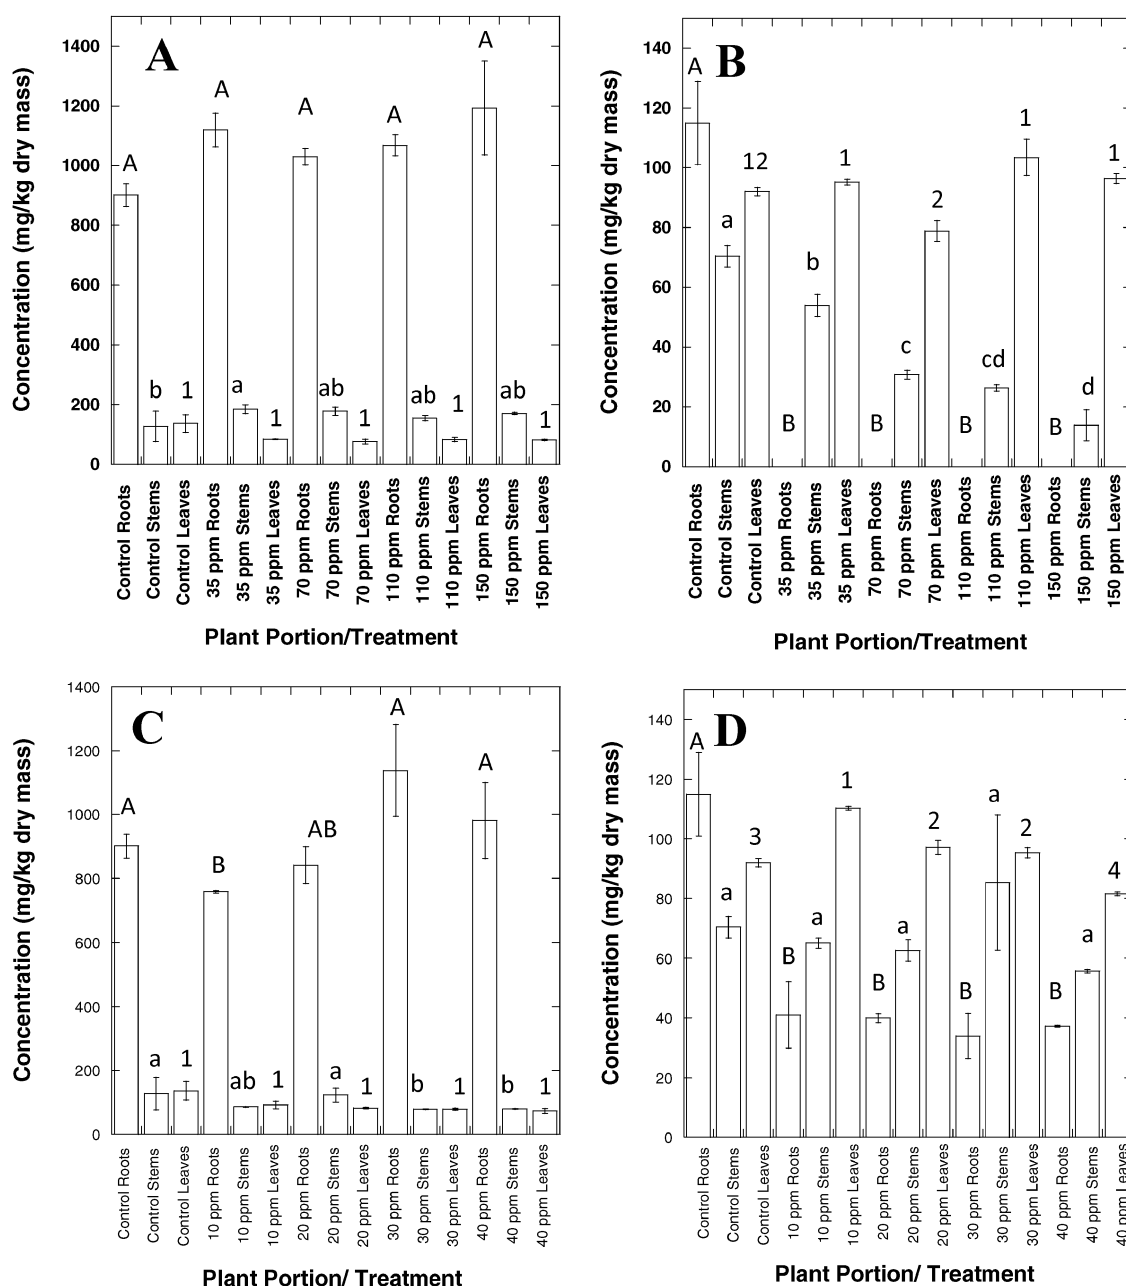 A
Concentration (mg/kg dry mass)
1400
1200
1000
800
600
400
200
0
A
b
1
A
a
1
A
ab
1
A
ab
1
A
ab
1
Control Roots
Control Stems
Control Leaves
35 ppm Roots
35 ppm Stems
35 ppm Leaves
70 ppm Roots
70 ppm Stems
70 ppm Leaves
110 ppm Roots
110 ppm Stems
110 ppm Leaves
150 ppm Roots
150 ppm Stems
150 ppm Leaves
Plant Portion/Treatment
B
Concentration (mg/kg dry mass)
140
120
100
80
60
40
20
0
A
a
12
B
b
1
B
c
2
B
cd
1
B
d
1
Control Roots
Control Stems
Control Leaves
35 ppm Roots
35 ppm Stems
35 ppm Leaves
70 ppm Roots
70 ppm Stems
70 ppm Leaves
110 ppm Roots
110 ppm Stems
110 ppm Leaves
150 ppm Roots
150 ppm Stems
150 ppm Leaves
Plant Portion/Treatment
C
Concentration (mg/kg dry mass)
1400
1200
1000
800
600
400
200
0
A
a
1
B
ab
1
AB
a
1
A
b
1
A
b
1
Control Roots
Control Stems
Control Leaves
10 ppm Roots
10 ppm Stems
10 ppm Leaves
20 ppm Roots
20 ppm Stems
20 ppm Leaves
30 ppm Roots
30 ppm Stems
30 ppm Leaves
40 ppm Roots
40 ppm Stems
40 ppm Leaves
Plant Portion/ Treatment
D
Concentration (mg/kg dry mass)
140
120
100
80
60
40
20
0
A
a
3
B
a
1
B
a
2
B
a
2
B
a
4
Control Roots
Control Stems
Control Leaves
10 ppm Roots
10 ppm Stems
10 ppm Leaves
20 ppm Roots
20 ppm Stems
20 ppm Leaves
30 ppm Roots
30 ppm Stems
30 ppm Leaves
40 ppm Roots
40 ppm Stems
40 ppm Leaves
Plant Portion/ Treatment